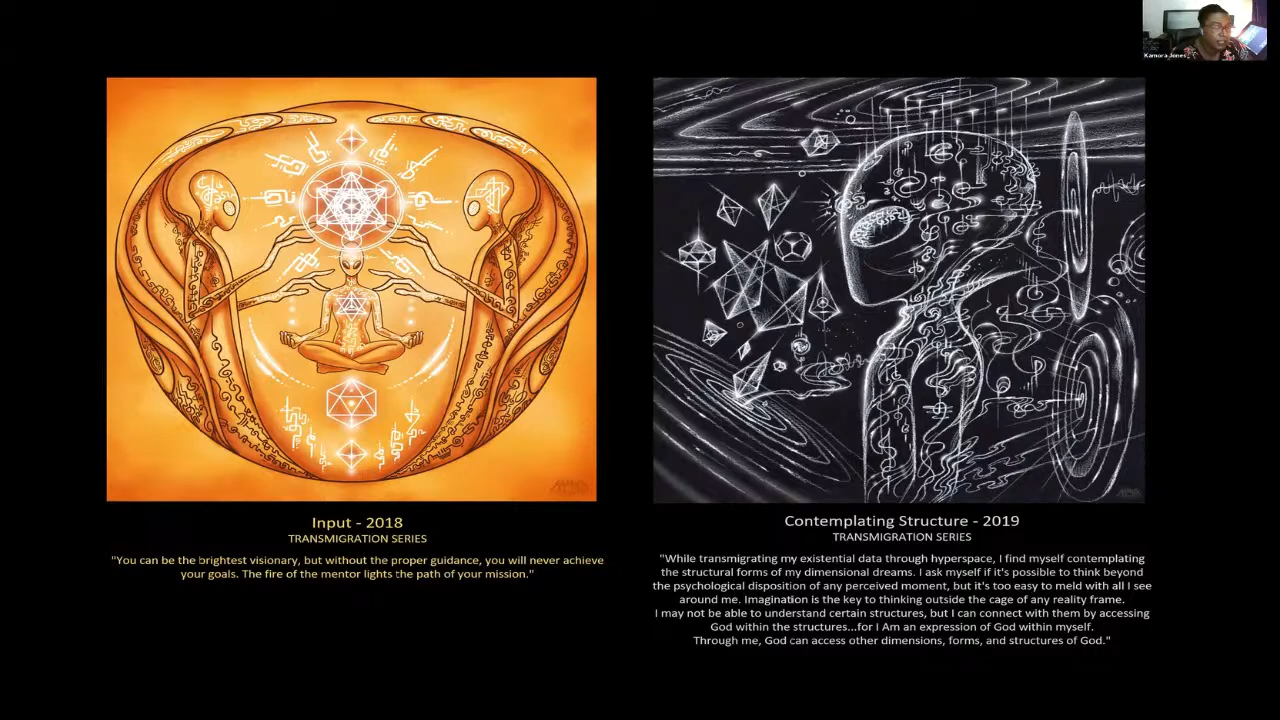 Kamora Jones
Input - 2018
TRANSMIGRATION SERIES
"You can be the brightest visionary, but without the proper guidance, you will never achieve
your goals. The fire of the mentor lights the path of your mission."
Contemplating Structure - 2019
TRANSMIGRATION SERIES
"While transmigrating my existential data through hyperspace, I find myself contemplating
the structural forms of my dimensional dreams. I ask myself if it's possible to think beyond
the psychological disposition of any perceived moment, but it's too easy to meld with all I see
around me. Imagination is the key to thinking outside the cage of any reality frame.
I may not be able to understand certain structures, but I can connect with them by accessing
God within the structures...for I Am an expression of God within myself.
Through me, God can access other dimensions, forms, and structures of God."